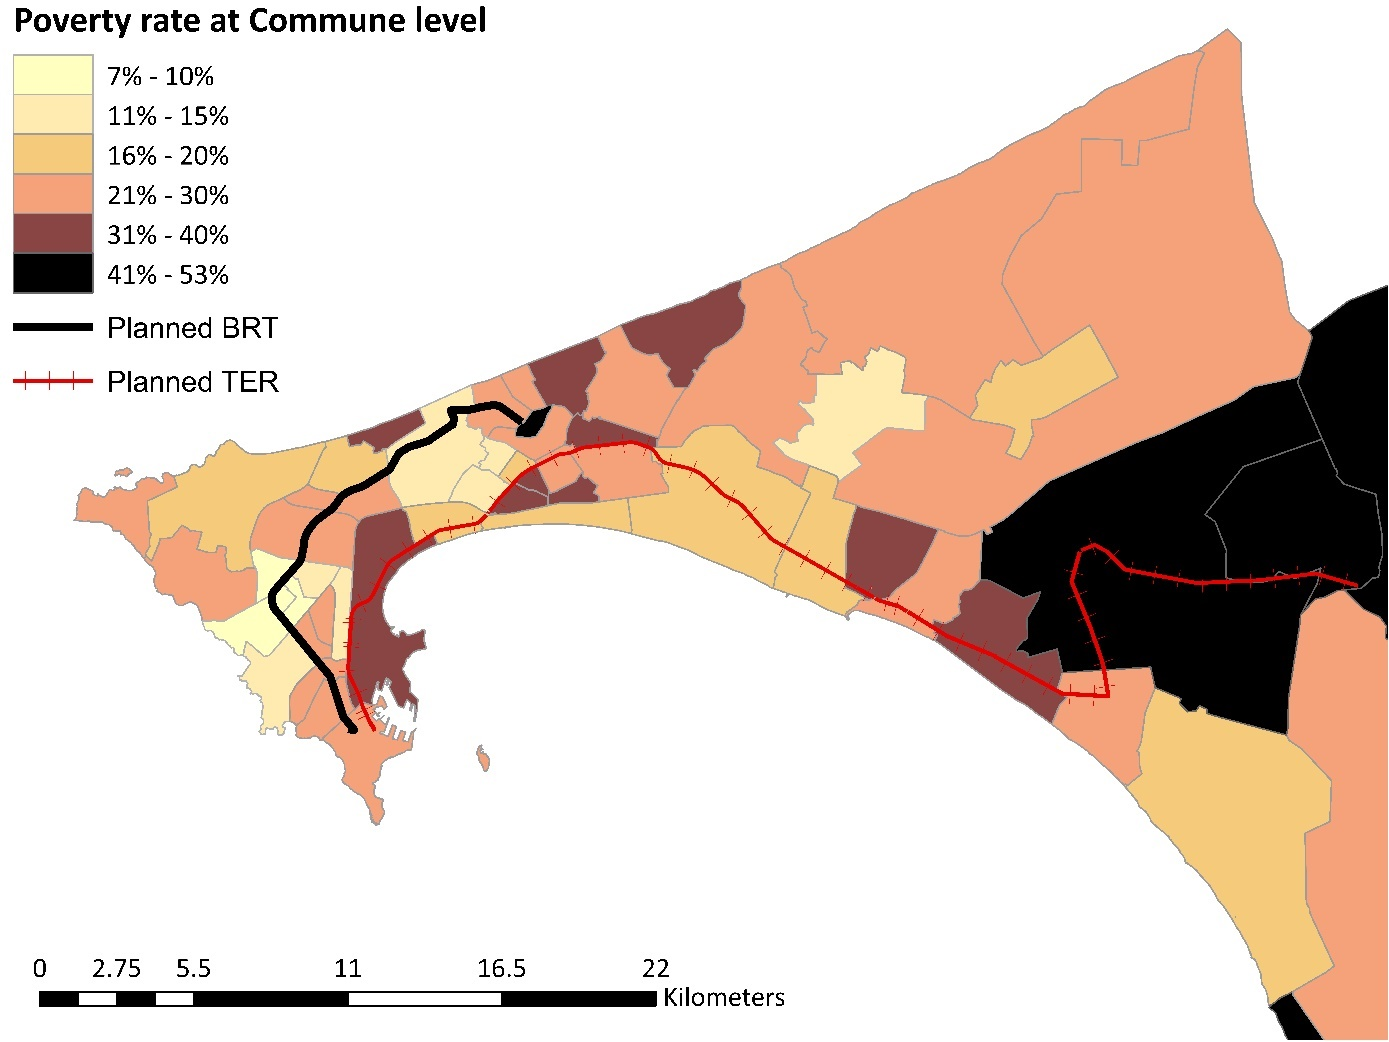 Poverty rate at Commune level
7% - 10%
11% - 15%
16% - 20%
21% - 30%
31% - 40%
41% - 53%
Planned BRT
Planned TER
0 2.75 5.5 11 16.5 22
Kilometers